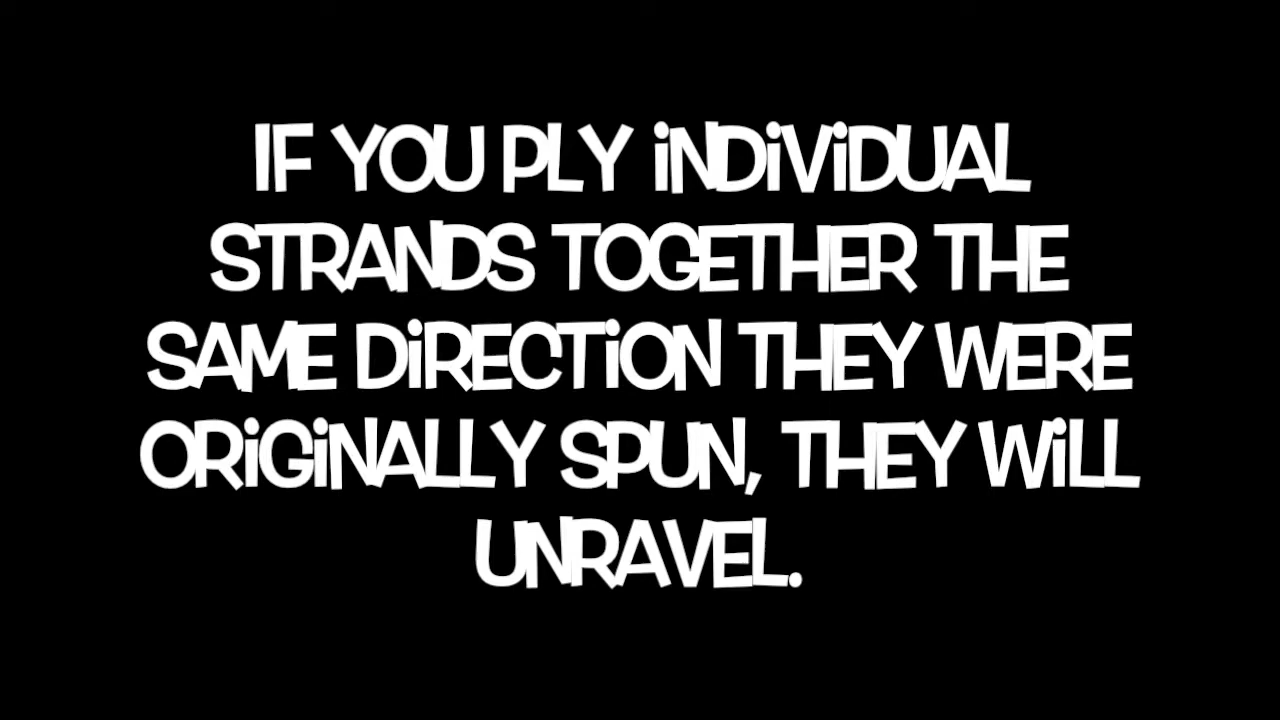 IF YOU PLY iNDiViDUAL
STRANDS TOGETHER THE
SAME DiRECTiON THEY WERE
ORiGiNALLY SPUN, THEY WiLL
UNRAVEL.